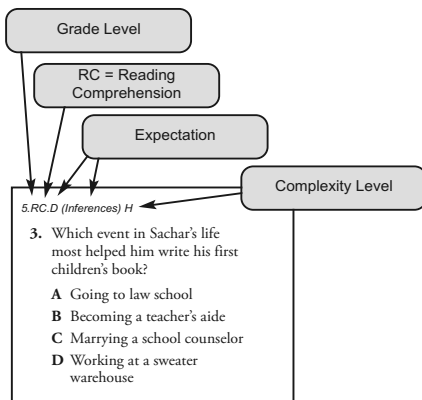 Grade Level
RC = Reading
Comprehension
Expectation
Complexity Level
5.RC.D (Inferences) H
3. Which event in Sachar’s life
most helped him write his first
children’s book?
A Going to law school
B Becoming a teacher’s aide
C Marrying a school counselor
D Working at a sweater
warehouse